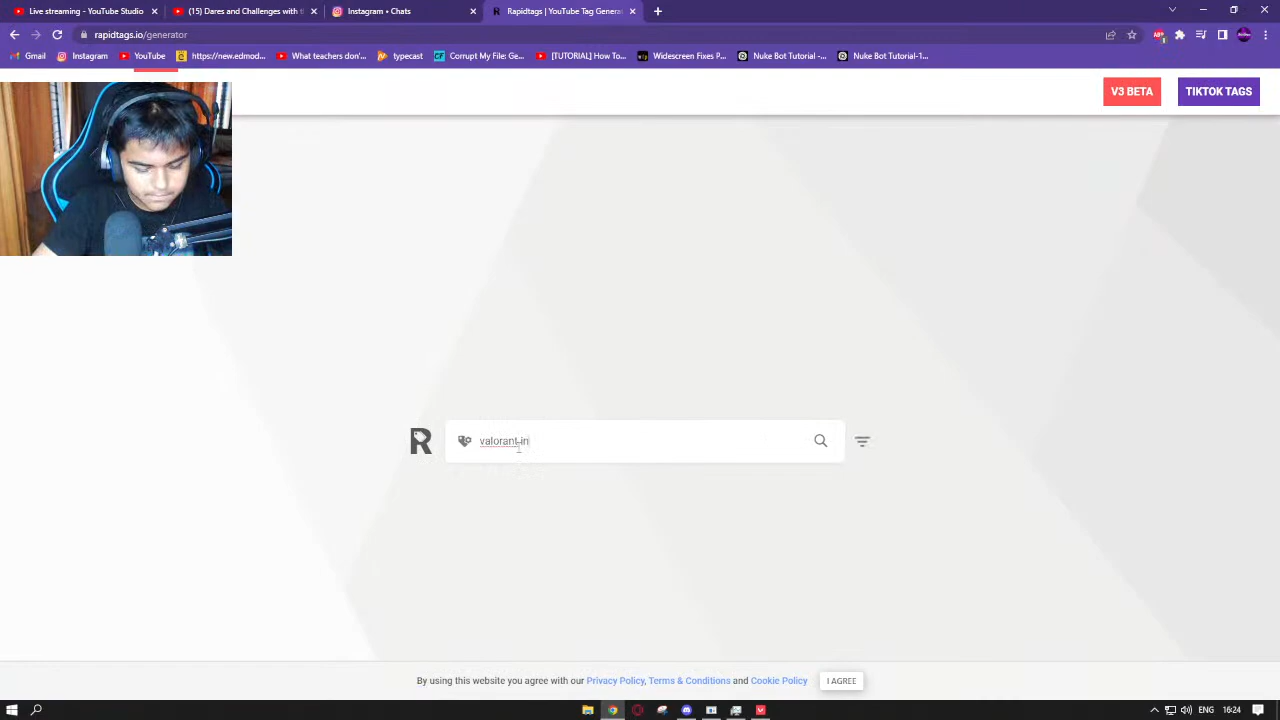 Live streaming - YouTube Studio
(15) Dares and Challenges with t
Instagram • Chats
Rapidtags | YouTube Tag Genera
rapidtags.io/generator
Gmail
Instagram
YouTube
https://new.edmod...
What teachers don'...
typecast
Corrupt My File: Ge...
[TUTORIAL] How To...
Widescreen Fixes P...
Nuke Bot Tutorial -...
Nuke Bot Tutorial-1...
V3 BETA
TIKTOK TAGS
R
valorant in
By using this website you agree with our Privacy Policy, Terms & Conditions and Cookie Policy
I AGREE
ENG
16:24